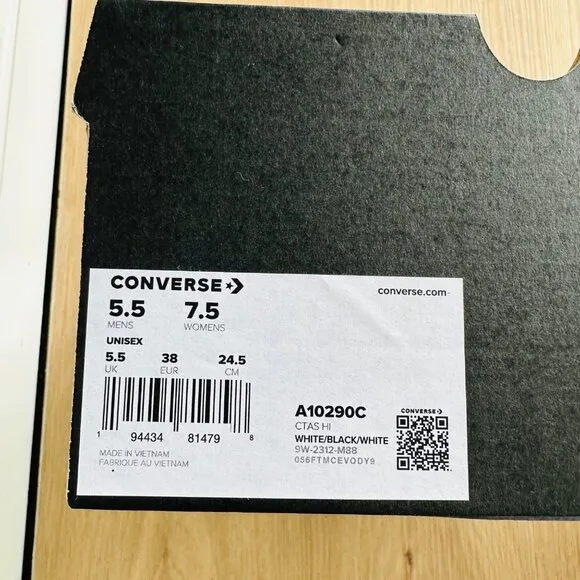 CONVERSE
converse.com
5.5 7.5
MENS WOMENS
UNISEX
5.5 38 24.5
UK EUR CM
1 94434 81479 8
MADE IN VIETNAM
FABRIQUE AU VIETNAM
A10290C
CTAS HI
WHITE/BLACK/WHITE
9W-2312-M88
056FTMCEVQDY9
CONVERSE